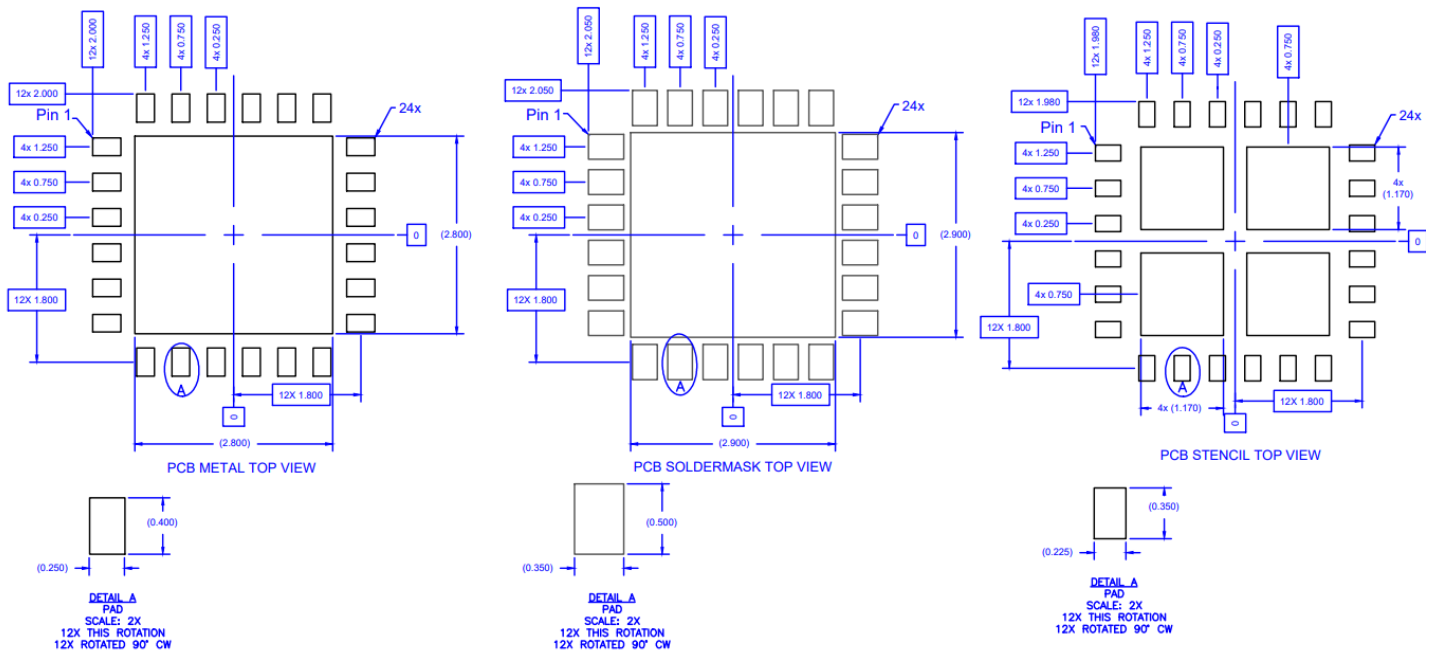 12x 2.000
4x 1.250
4x 0.750
4x 0.250
12x 2.000
Pin 1
24x
4x 1.250
4x 0.750
4x 0.250
0
(2.800)
12X 1.800
A
12X 1.800
0
(2.800)
PCB METAL TOP VIEW
(0.400)
(0.250)
DETAIL A
PAD
SCALE: 2X
12X THIS ROTATION
12X ROTATED 90° CW
12x 2.050
4x 1.250
4x 0.750
4x 0.250
12x 2.050
Pin 1
24x
4x 1.250
4x 0.750
4x 0.250
0
(2.900)
12X 1.800
A
12X 1.800
0
(2.900)
PCB SOLDERMASK TOP VIEW
(0.500)
(0.350)
DETAIL A
PAD
SCALE: 2X
12X THIS ROTATION
12X ROTATED 90° CW
12x 1.980
4x 1.250
4x 0.750
4x 0.250
4x 0.750
12x 1.980
Pin 1
24x
4x 1.250
4x 0.750
4x 0.250
4x
(1.170)
0
4x 0.750
12X 1.800
A
12X 1.800
4x (1.170)
0
PCB STENCIL TOP VIEW
(0.350)
(0.225)
DETAIL A
PAD
SCALE: 2X
12X THIS ROTATION
12X ROTATED 90° CW